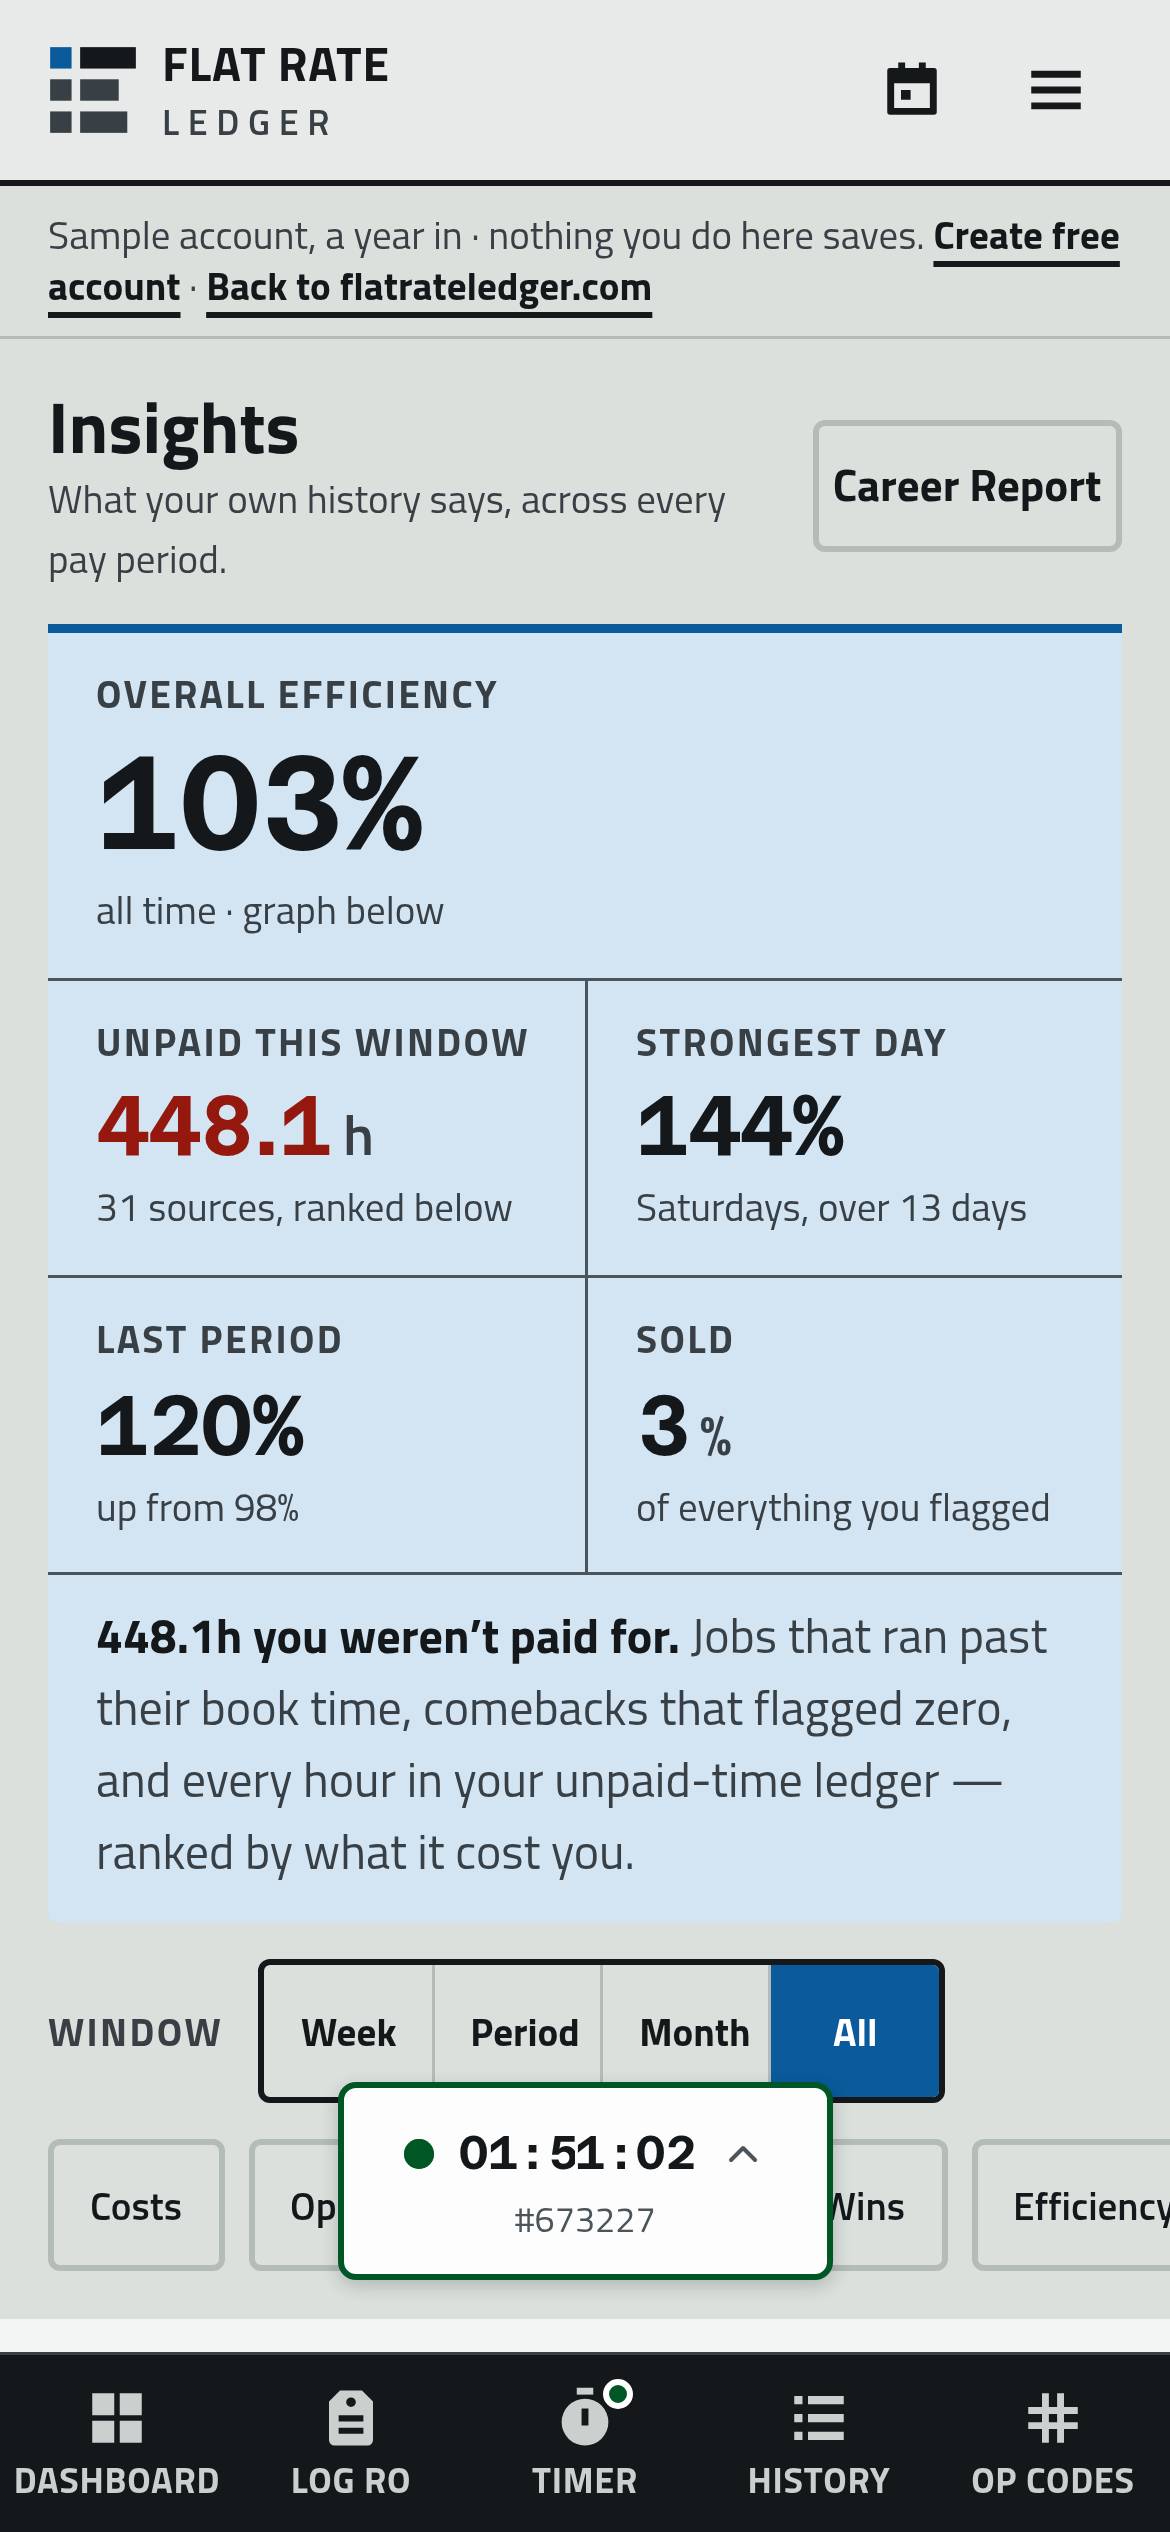 FLAT RATE
LEDGER
Sample account, a year in · nothing you do here saves. Create free
account · Back to flatrateledger.com
Insights
What your own history says, across every
pay period.
Career Report
OVERALL EFFICIENCY
103%
all time · graph below
UNPAID THIS WINDOW
448.1 h
31 sources, ranked below
STRONGEST DAY
144%
Saturdays, over 13 days
LAST PERIOD
120%
up from 98%
SOLD
3 %
of everything you flagged
448.1h you weren’t paid for. Jobs that ran past
their book time, comebacks that flagged zero,
and every hour in your unpaid-time ledger —
ranked by what it cost you.
WINDOW
Week
Period
Month
All
01:51:02
#673227
Costs
Op
Wins
Efficiency
DASHBOARD
LOG RO
TIMER
HISTORY
OP CODES